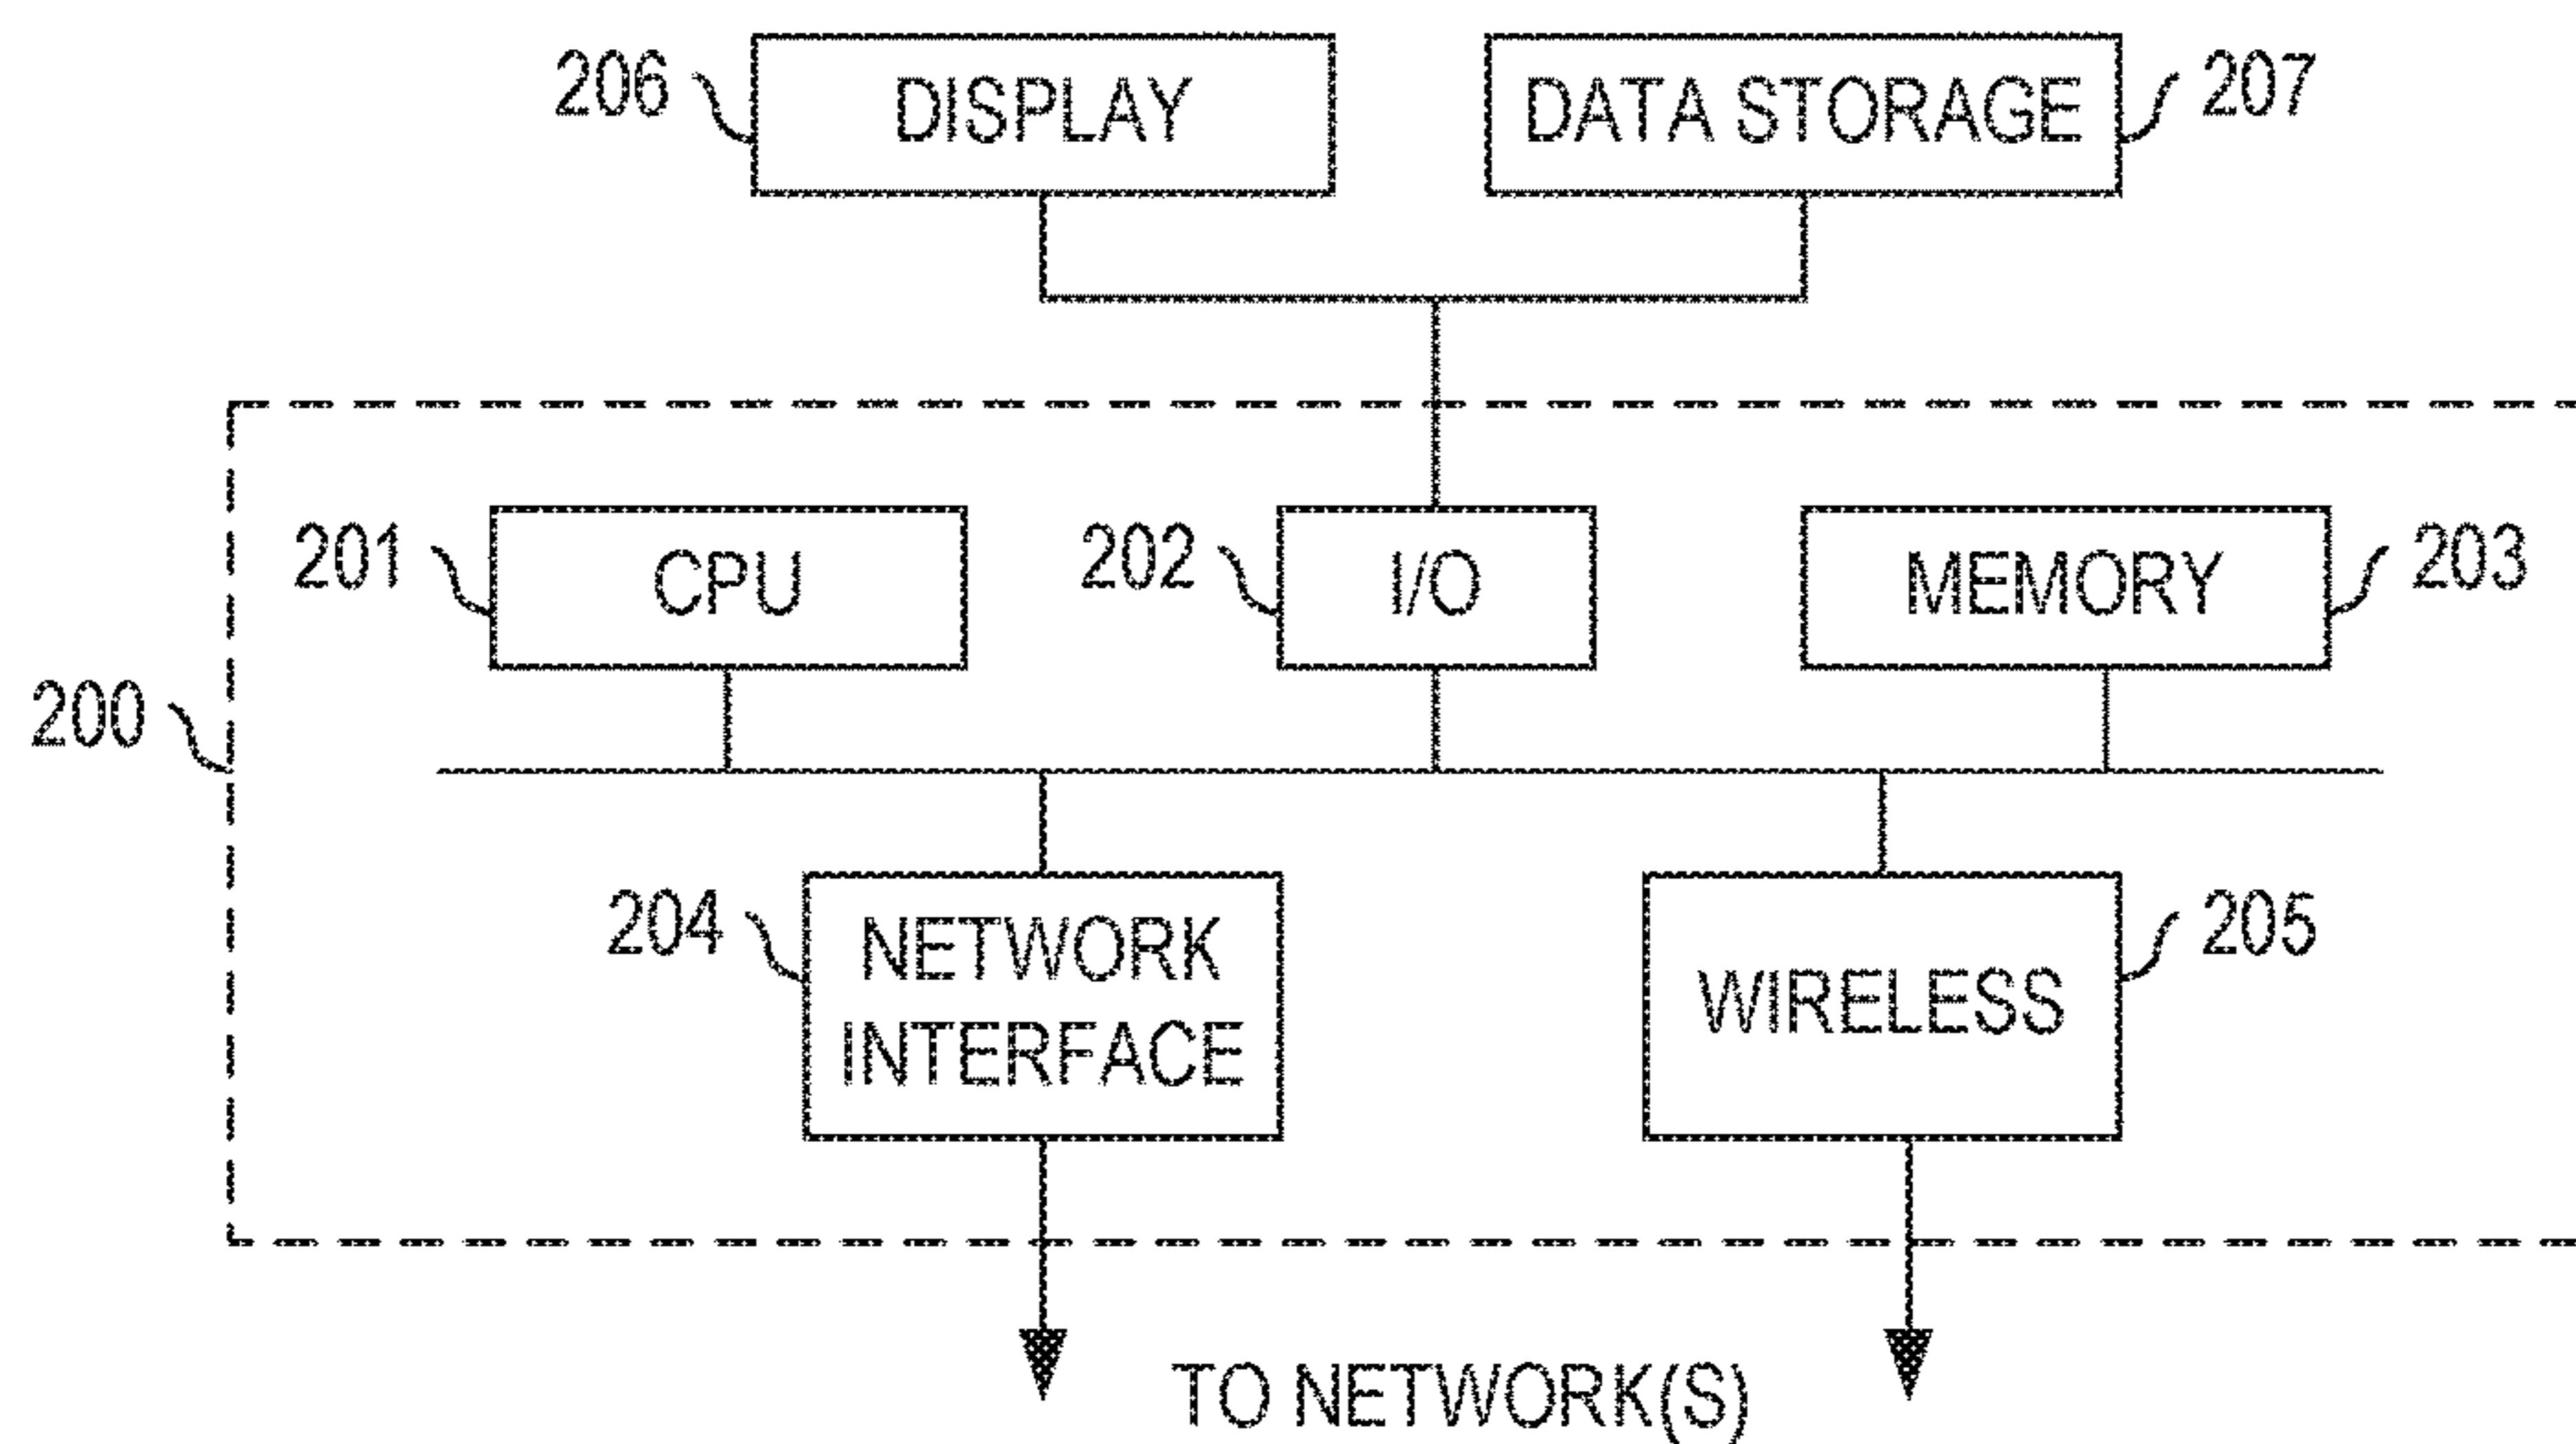 206 DISPLAY DATA STORAGE 207
201 CPU 202 I/O MEMORY 203
200
204 NETWORK INTERFACE WIRELESS 205
TO NETWORK(S)